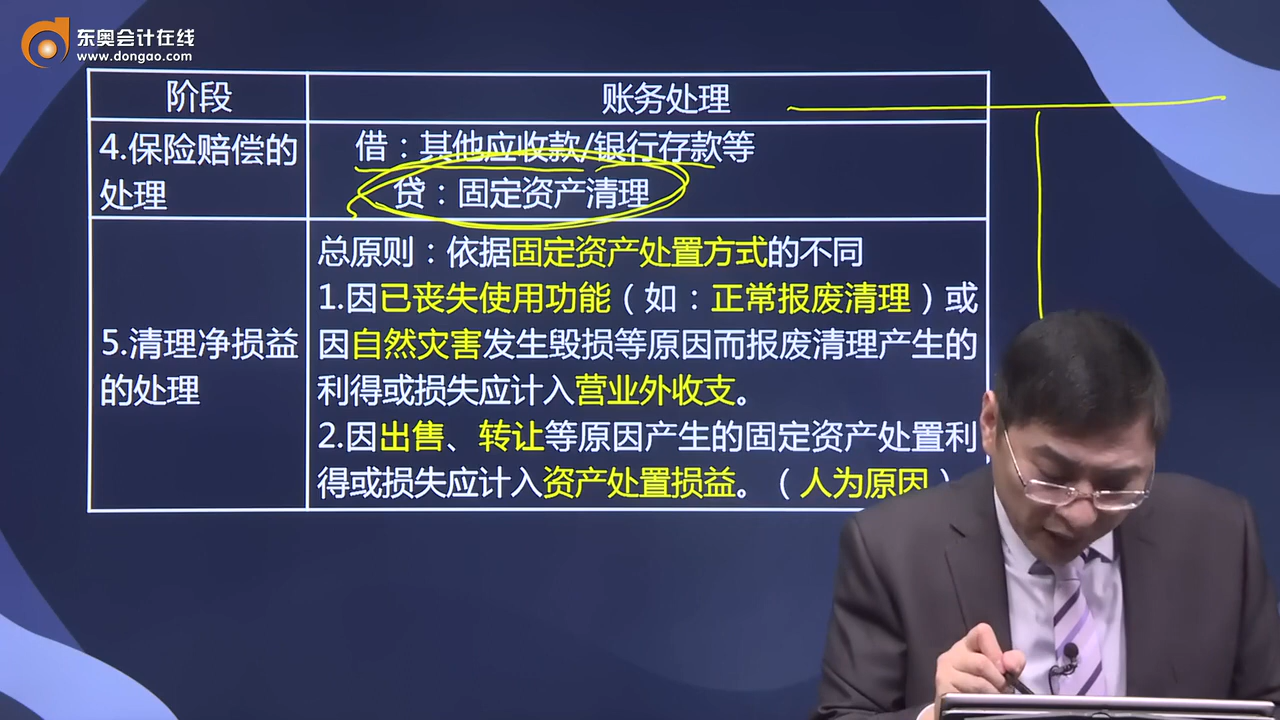 东奥会计在线
www.dongao.com
阶段
账务处理
4.保险赔偿的
处理
借：其他应收款/银行存款等
贷：固定资产清理
5.清理净损益
的处理
总原则：依据固定资产处置方式的不同
1.因已丧失使用功能（如：正常报废清理）或
因自然灾害发生毁损等原因而报废清理产生的
利得或损失应计入营业外收支。
2.因出售、转让等原因产生的固定资产处置利
得或损失应计入资产处置损益。（人为原因）